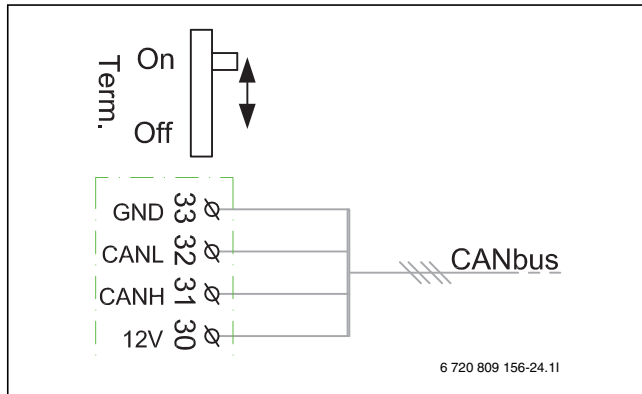 On
Term.
Off
GND 33
CANL 32
CANH 31
12V 30
CANbus
6 720 809 156-24.1I